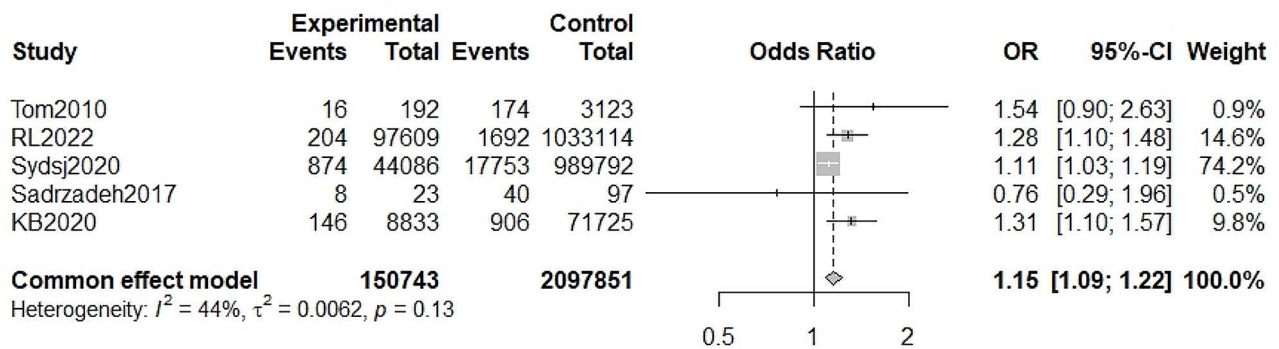 Experimental Control
Study Events Total Events Total Odds Ratio OR 95%-CI Weight
Tom2010 16 192 174 3123 1.54 [0.90; 2.63] 0.9%
RL2022 204 97609 1692 1033114 1.28 [1.10; 1.48] 14.6%
Sydsj2020 874 44086 17753 989792 1.11 [1.03; 1.19] 74.2%
Sadrzadeh2017 8 23 40 97 0.76 [0.29; 1.96] 0.5%
KB2020 146 8833 906 71725 1.31 [1.10; 1.57] 9.8%
Common effect model 150743 2097851 1.15 [1.09; 1.22] 100.0%
Heterogeneity: I² = 44%, τ² = 0.0062, p = 0.13
0.5 1 2